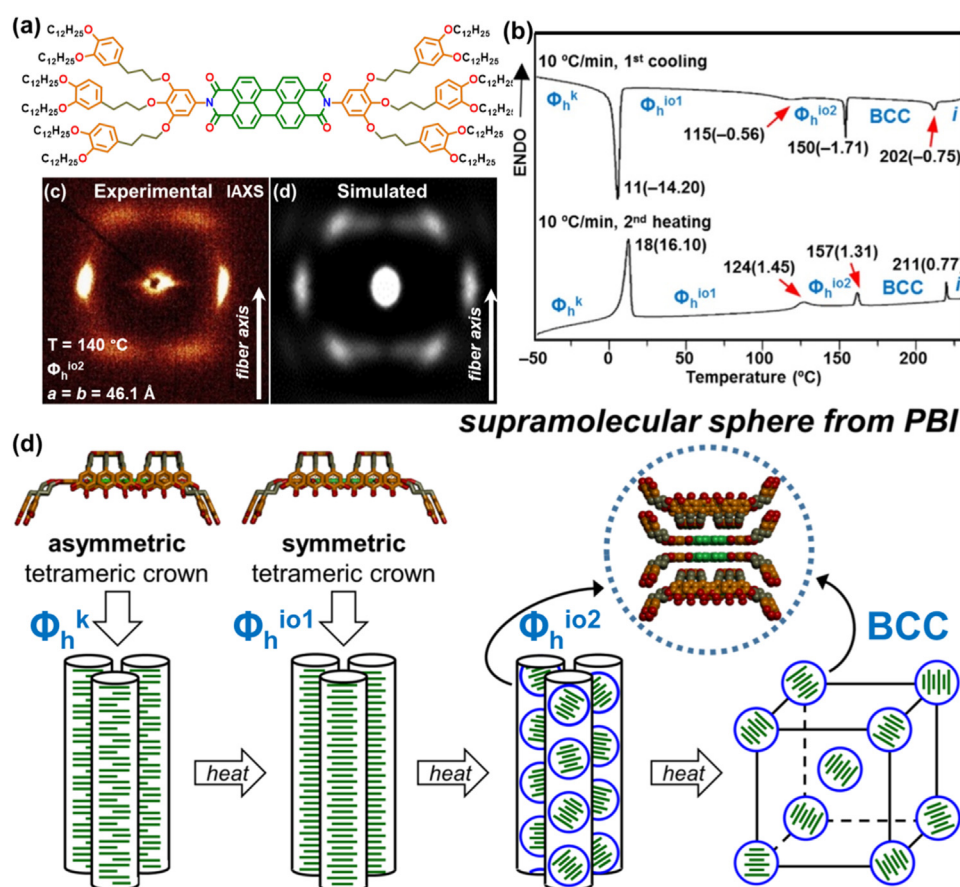 (a)
C12H25O
C12H25O
C12H25O
C12H25O
C12H25O
C12H25O
O
O
O
O
N
O
O
N
O
O
O
O
O
OC12H25
OC12H25
OC12H25
OC12H25
OC12H25
OC12H25
(b)
10 ºC/min, 1st cooling
Φhk
Φhio1
Φhio2
BCC
i
115(–0.56)
150(–1.71)
202(–0.75)
11(–14.20)
ENDO
10 ºC/min, 2nd heating
18(16.10)
124(1.45)
157(1.31)
211(0.77)
Φhk
Φhio1
Φhio2
BCC
i
-50
0
50
100
150
200
Temperature (ºC)
(c) Experimental IAXS
T = 140 °C
Φhio2
a = b = 46.1 Å
fiber axis
(d) Simulated
fiber axis
supramolecular sphere from PBI
(d)
asymmetric
tetrameric crown
symmetric
tetrameric crown
Φhk
Φhio1
Φhio2
BCC
heat
heat
heat